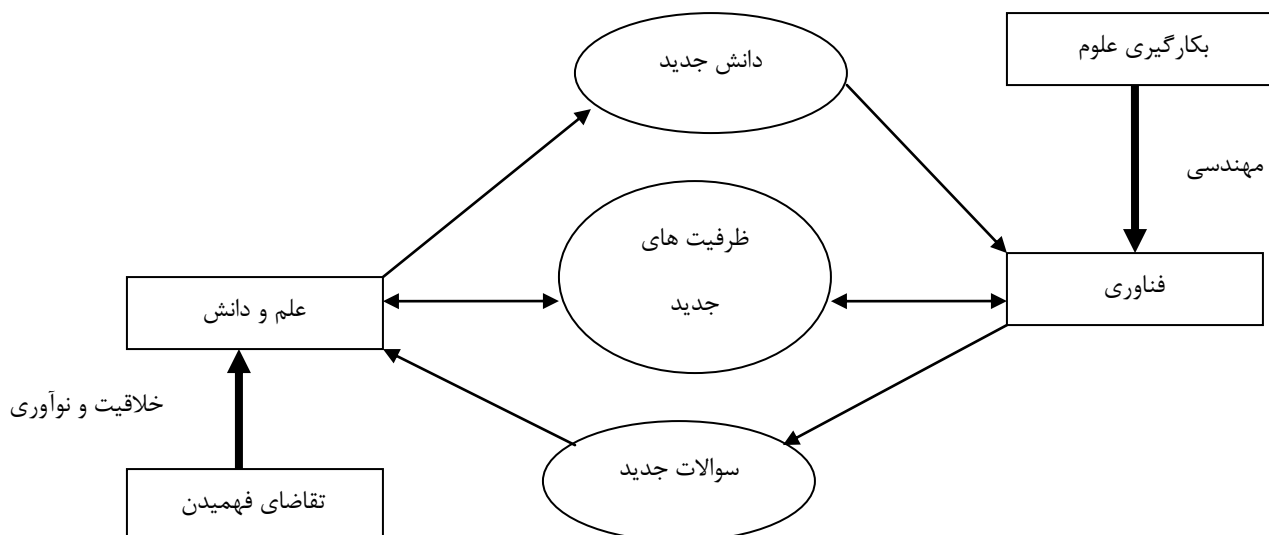 بکارگیری علوم
دانش جدید
مهندسی
ظرفیت های
جدید
فناوری
علم و دانش
خلاقیت و نوآوری
سوالات جدید
تقاضای فهمیدن